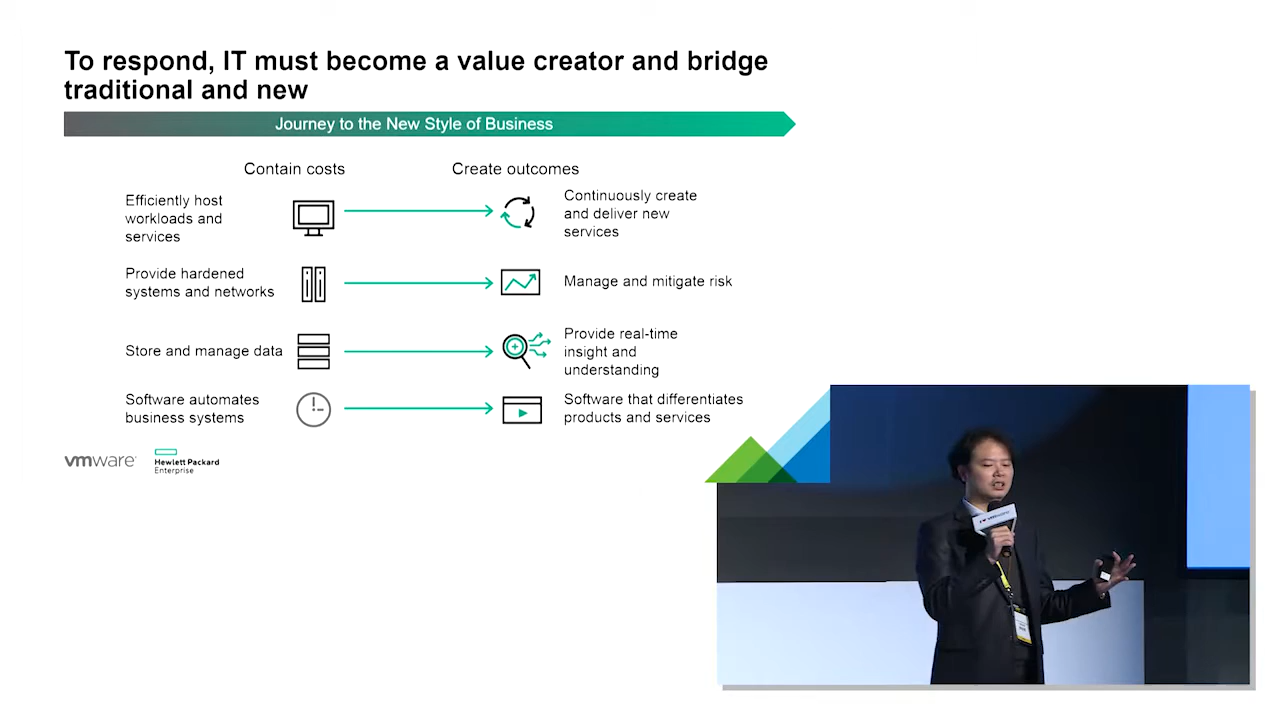 To respond, IT must become a value creator and bridge
traditional and new
Journey to the New Style of Business
Contain costs
Create outcomes
Efficiently host
workloads and
services
Continuously create
and deliver new
services
Provide hardened
systems and networks
Manage and mitigate risk
Store and manage data
Provide real-time
insight and
understanding
Software automates
business systems
Software that differentiates
products and services
vmware
Hewlett Packard
Enterprise